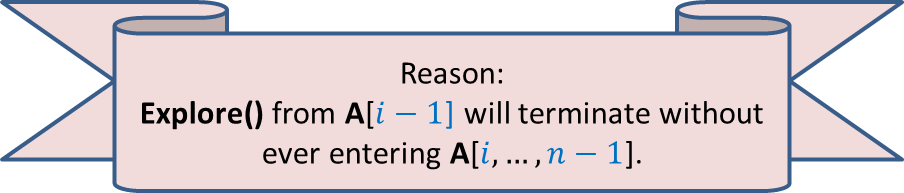 Reason:
Explore() from A[i − 1] will terminate without
ever entering A[i, … , n − 1].